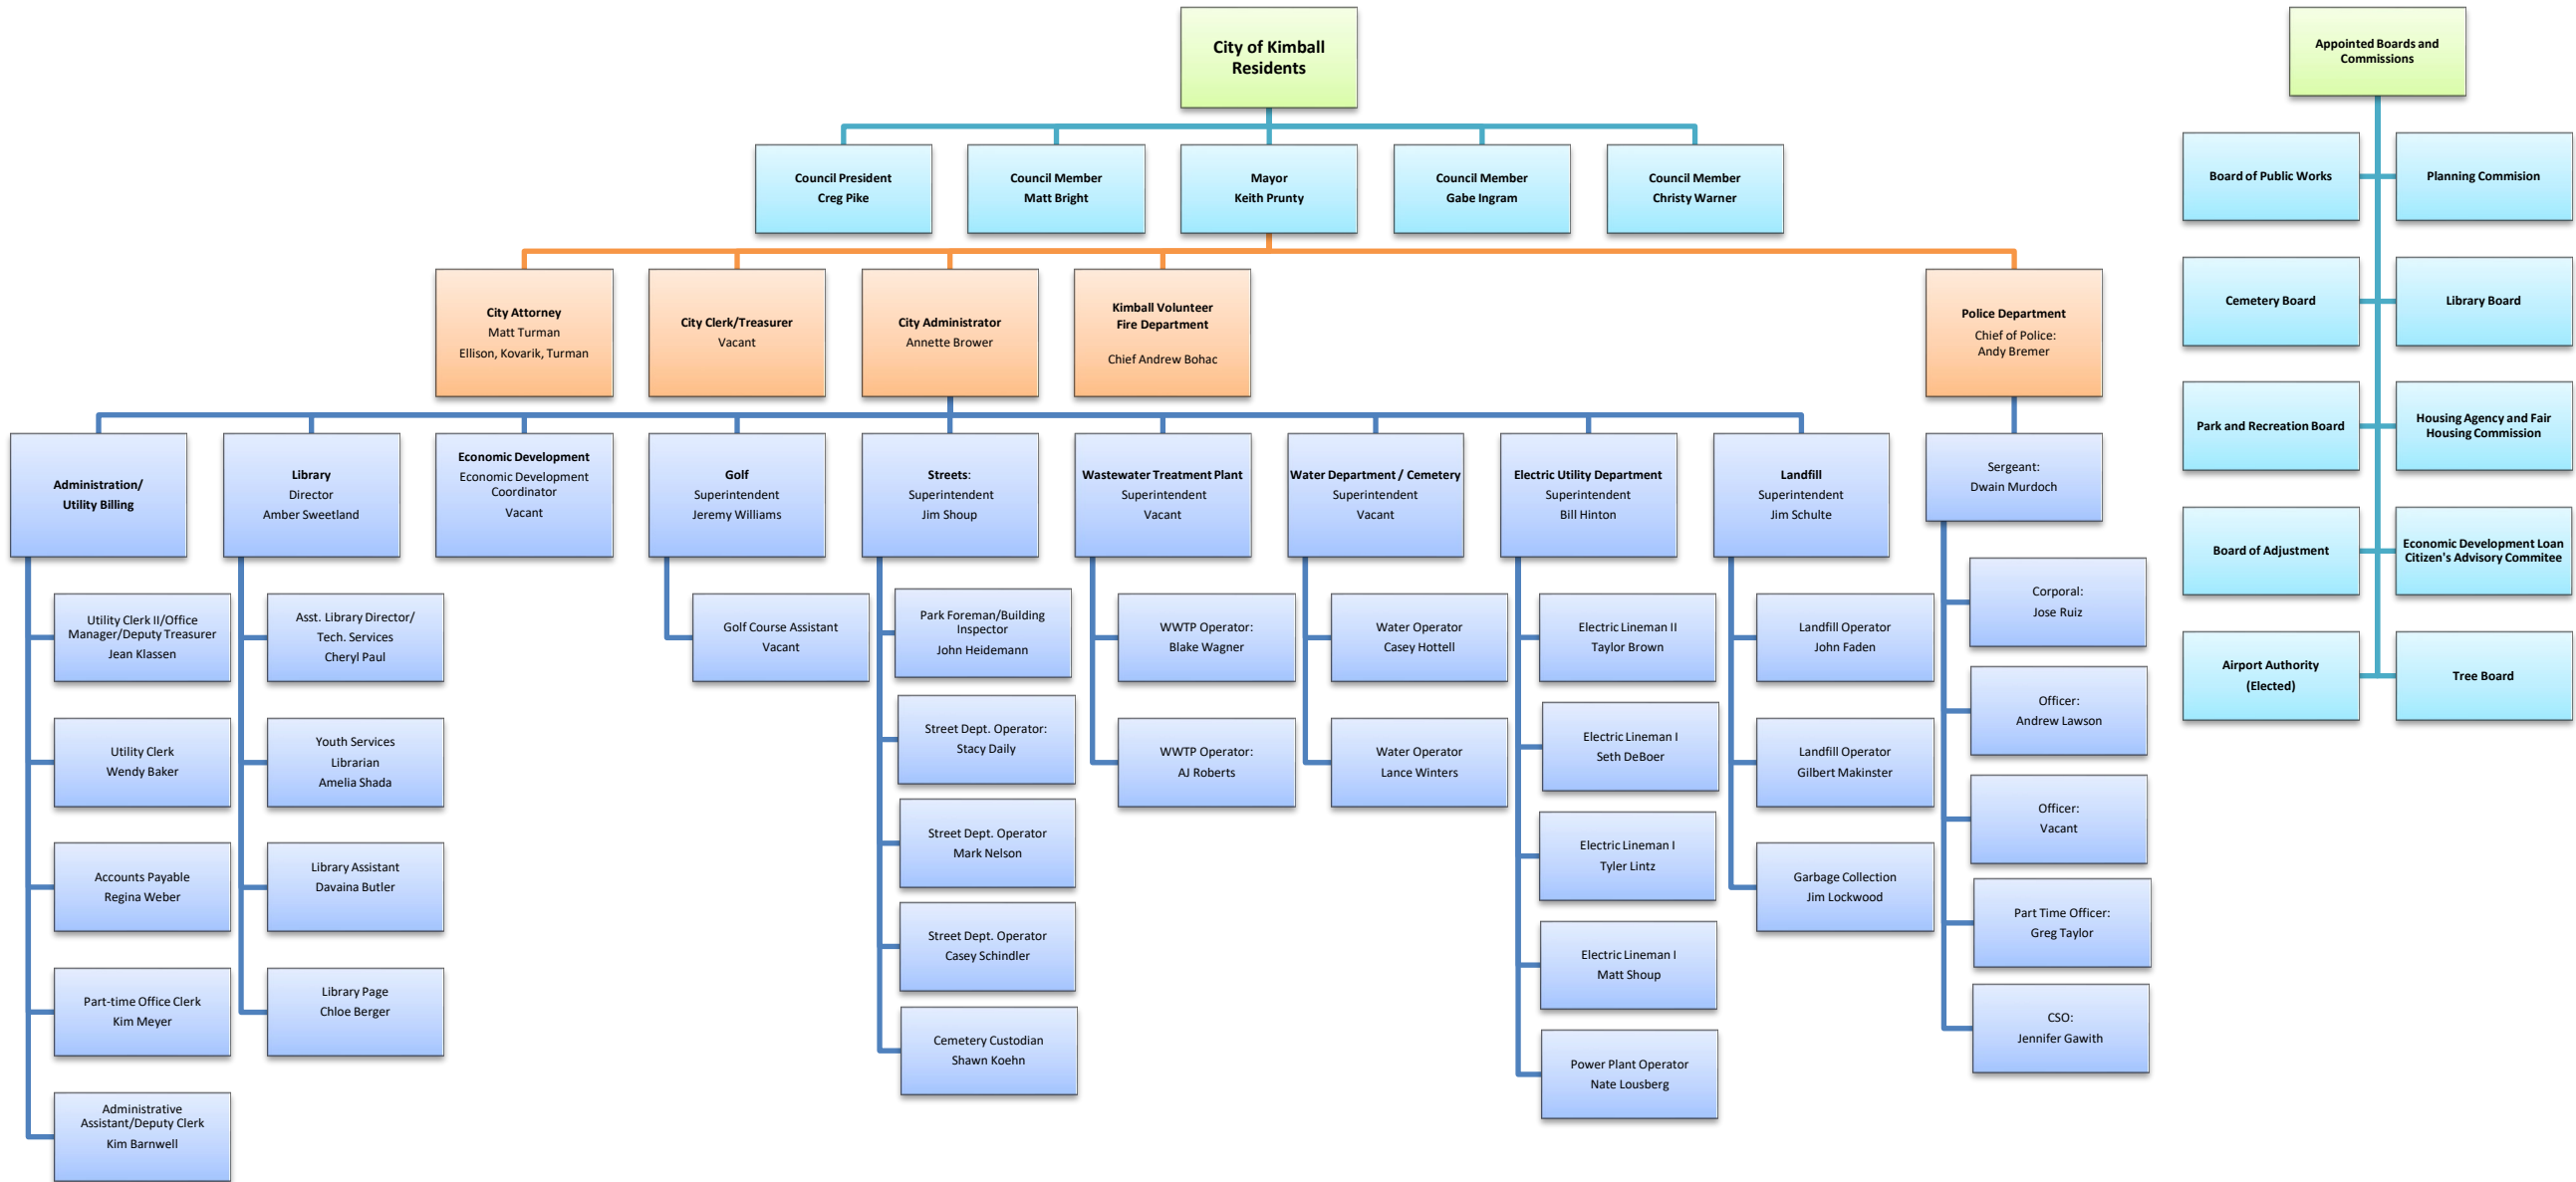 City of Kimball
Residents
Appointed Boards and
Commissions
Council President
Creg Pike
Council Member
Matt Bright
Mayor
Keith Prunty
Council Member
Gabe Ingram
Council Member
Christy Warner
Board of Public Works
Planning Commision
City Attorney
Matt Turman
Ellison, Kovarik, Turman
City Clerk/Treasurer
Vacant
City Administrator
Annette Brower
Kimball Volunteer
Fire Department
Chief Andrew Bohac
Police Department
Chief of Police:
Andy Bremer
Cemetery Board
Library Board
Park and Recreation Board
Housing Agency and Fair
Housing Commission
Board of Adjustment
Economic Development Loan
Citizen's Advisory Commitee
Airport Authority
(Elected)
Tree Board
Administration/
Utility Billing
Library
Director
Amber Sweetland
Economic Development
Economic Development
Coordinator
Vacant
Golf
Superintendent
Jeremy Williams
Streets:
Superintendent
Jim Shoup
Wastewater Treatment Plant
Superintendent
Vacant
Water Department / Cemetery
Superintendent
Vacant
Electric Utility Department
Superintendent
Bill Hinton
Landfill
Superintendent
Jim Schulte
Sergeant:
Dwain Murdoch
Utility Clerk II/Office
Manager/Deputy Treasurer
Jean Klassen
Utility Clerk
Wendy Baker
Accounts Payable
Regina Weber
Part-time Office Clerk
Kim Meyer
Administrative
Assistant/Deputy Clerk
Kim Barnwell
Asst. Library Director/
Tech. Services
Cheryl Paul
Youth Services
Librarian
Amelia Shada
Library Assistant
Davaina Butler
Library Page
Chloe Berger
Golf Course Assistant
Vacant
Park Foreman/Building
Inspector
John Heidemann
Street Dept. Operator:
Stacy Daily
Street Dept. Operator
Mark Nelson
Street Dept. Operator
Casey Schindler
Cemetery Custodian
Shawn Koehn
WWTP Operator:
Blake Wagner
WWTP Operator:
AJ Roberts
Water Operator
Casey Hottell
Water Operator
Lance Winters
Electric Lineman II
Taylor Brown
Electric Lineman I
Seth DeBoer
Electric Lineman I
Tyler Lintz
Electric Lineman I
Matt Shoup
Power Plant Operator
Nate Lousberg
Landfill Operator
John Faden
Landfill Operator
Gilbert Makinster
Garbage Collection
Jim Lockwood
Corporal:
Jose Ruiz
Officer:
Andrew Lawson
Officer:
Vacant
Part Time Officer:
Greg Taylor
CSO:
Jennifer Gawith